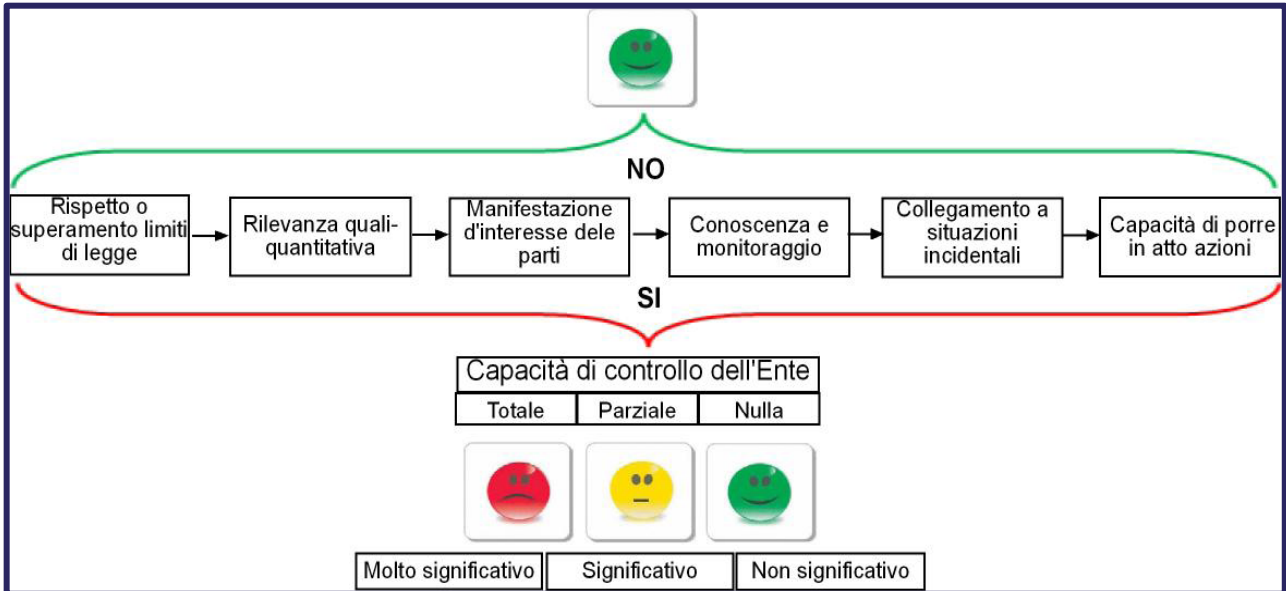 NO
Rispetto o
superamento limiti
di legge
Rilevanza quali-
quantitativa
Manifestazione
d'interesse dele
parti
Conoscenza e
monitoraggio
Collegamento a
situazioni
incidentali
Capacità di porre
in atto azioni
SI
Capacità di controllo dell'Ente
Totale
Parziale
Nulla
Molto significativo
Significativo
Non significativo